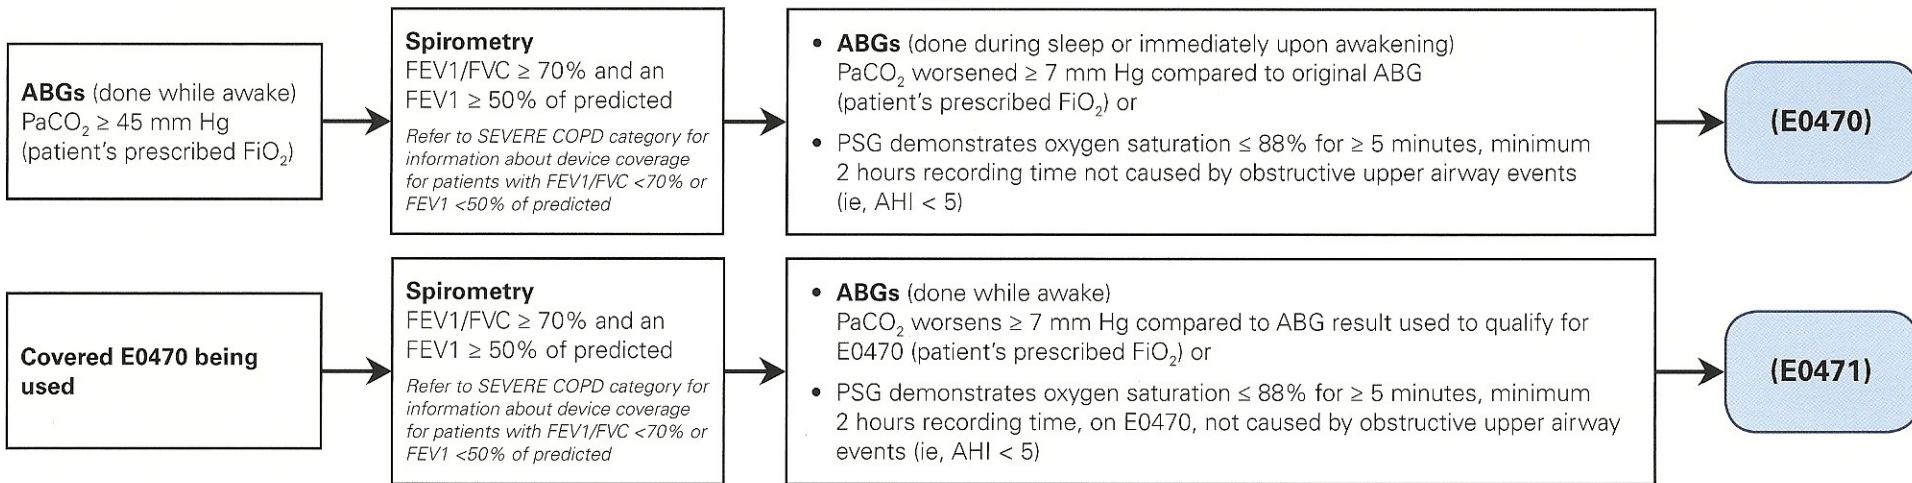 ABGs (done while awake)
PaCO₂ ≥ 45 mm Hg
(patient's prescribed FiO₂)
Spirometry
FEV1/FVC ≥ 70% and an
FEV1 ≥ 50% of predicted
Refer to SEVERE COPD category for
information about device coverage
for patients with FEV1/FVC <70% or
FEV1 <50% of predicted
• ABGs (done during sleep or immediately upon awakening)
PaCO₂ worsened ≥ 7 mm Hg compared to original ABG
(patient's prescribed FiO₂) or
• PSG demonstrates oxygen saturation ≤ 88% for ≥ 5 minutes, minimum
2 hours recording time not caused by obstructive upper airway events
(ie, AHI < 5)
(E0470)
Covered E0470 being
used
Spirometry
FEV1/FVC ≥ 70% and an
FEV1 ≥ 50% of predicted
Refer to SEVERE COPD category for
information about device coverage
for patients with FEV1/FVC <70% or
FEV1 <50% of predicted
• ABGs (done while awake)
PaCO₂ worsens ≥ 7 mm Hg compared to ABG result used to qualify for
E0470 (patient's prescribed FiO₂) or
• PSG demonstrates oxygen saturation ≤ 88% for ≥ 5 minutes, minimum
2 hours recording time, on E0470, not caused by obstructive upper airway
events (ie, AHI < 5)
(E0471)